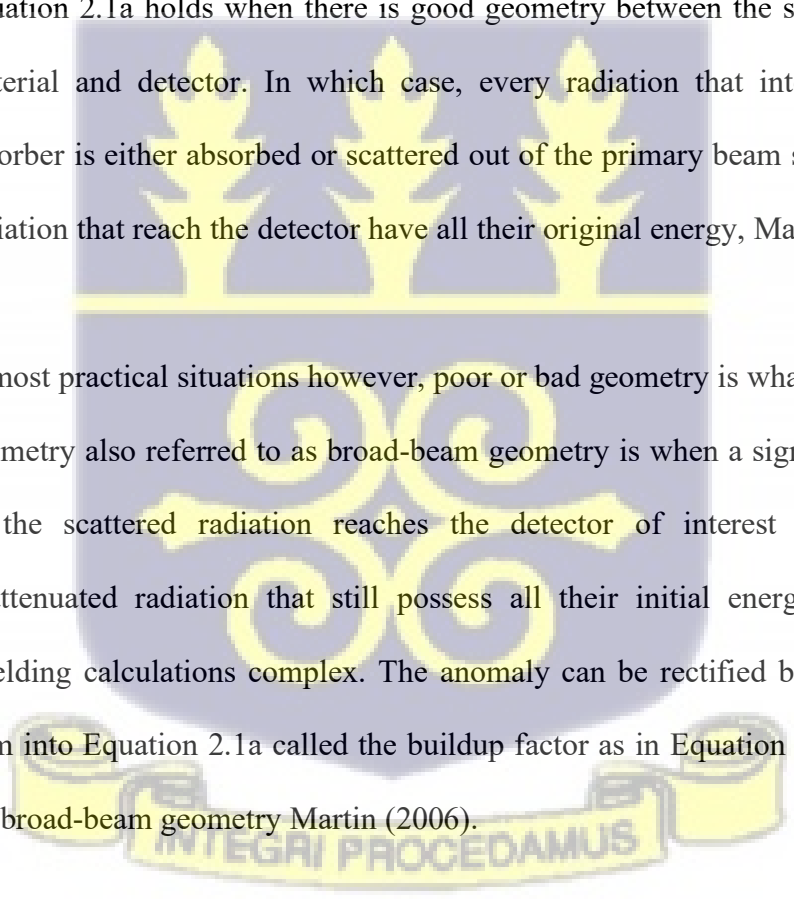 uation 2.1a holds when there is good geometry between the s
terial and detector. In which case, every radiation that int
orber is either absorbed or scattered out of the primary beam s
iation that reach the detector have all their original energy, Ma
most practical situations however, poor or bad geometry is wha
metry also referred to as broad-beam geometry is when a sign
the scattered radiation reaches the detector of interest
ttenuated radiation that still possess all their initial energ
elding calculations complex. The anomaly can be rectified b
m into Equation 2.1a called the buildup factor as in Equation
broad-beam geometry Martin (2006).
INTEGRI PROCEDAMUS